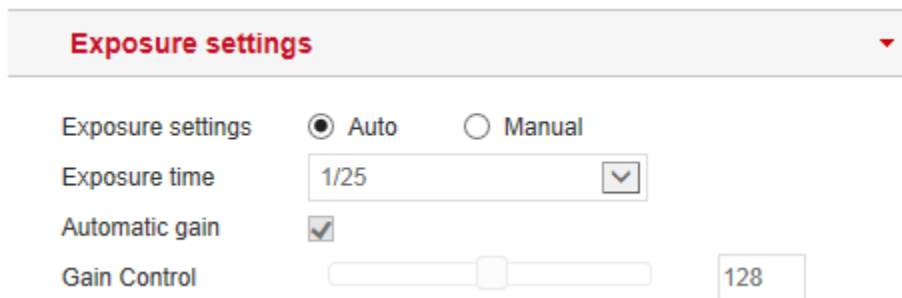 Exposure settings
Exposure settings Auto Manual
Exposure time 1/25
Automatic gain
Gain Control 128